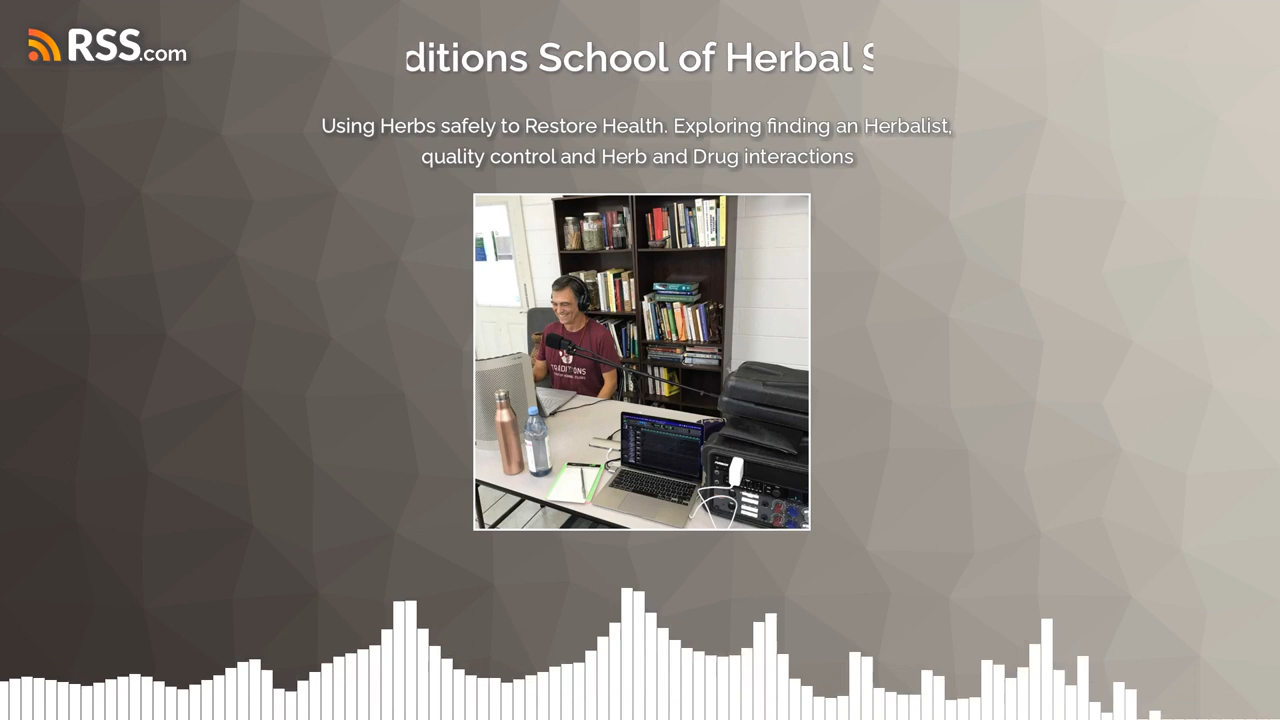 RSS.com
ditions School of Herbal S
Using Herbs safely to Restore Health. Exploring finding an Herbalist,
quality control and Herb and Drug interactions
TRADITIONS